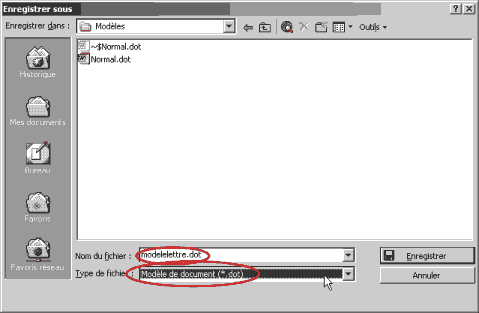 Enregistrer sous
Enregistrer dans : Modèles Outils
~$Normal.dot
Normal.dot
Historique
Mes documents
Bureau
Favoris
Favoris réseau
Nom du fichier : modelelettre.dot Enregistrer
Type de fichier : Modèle de document (*.dot) Annuler